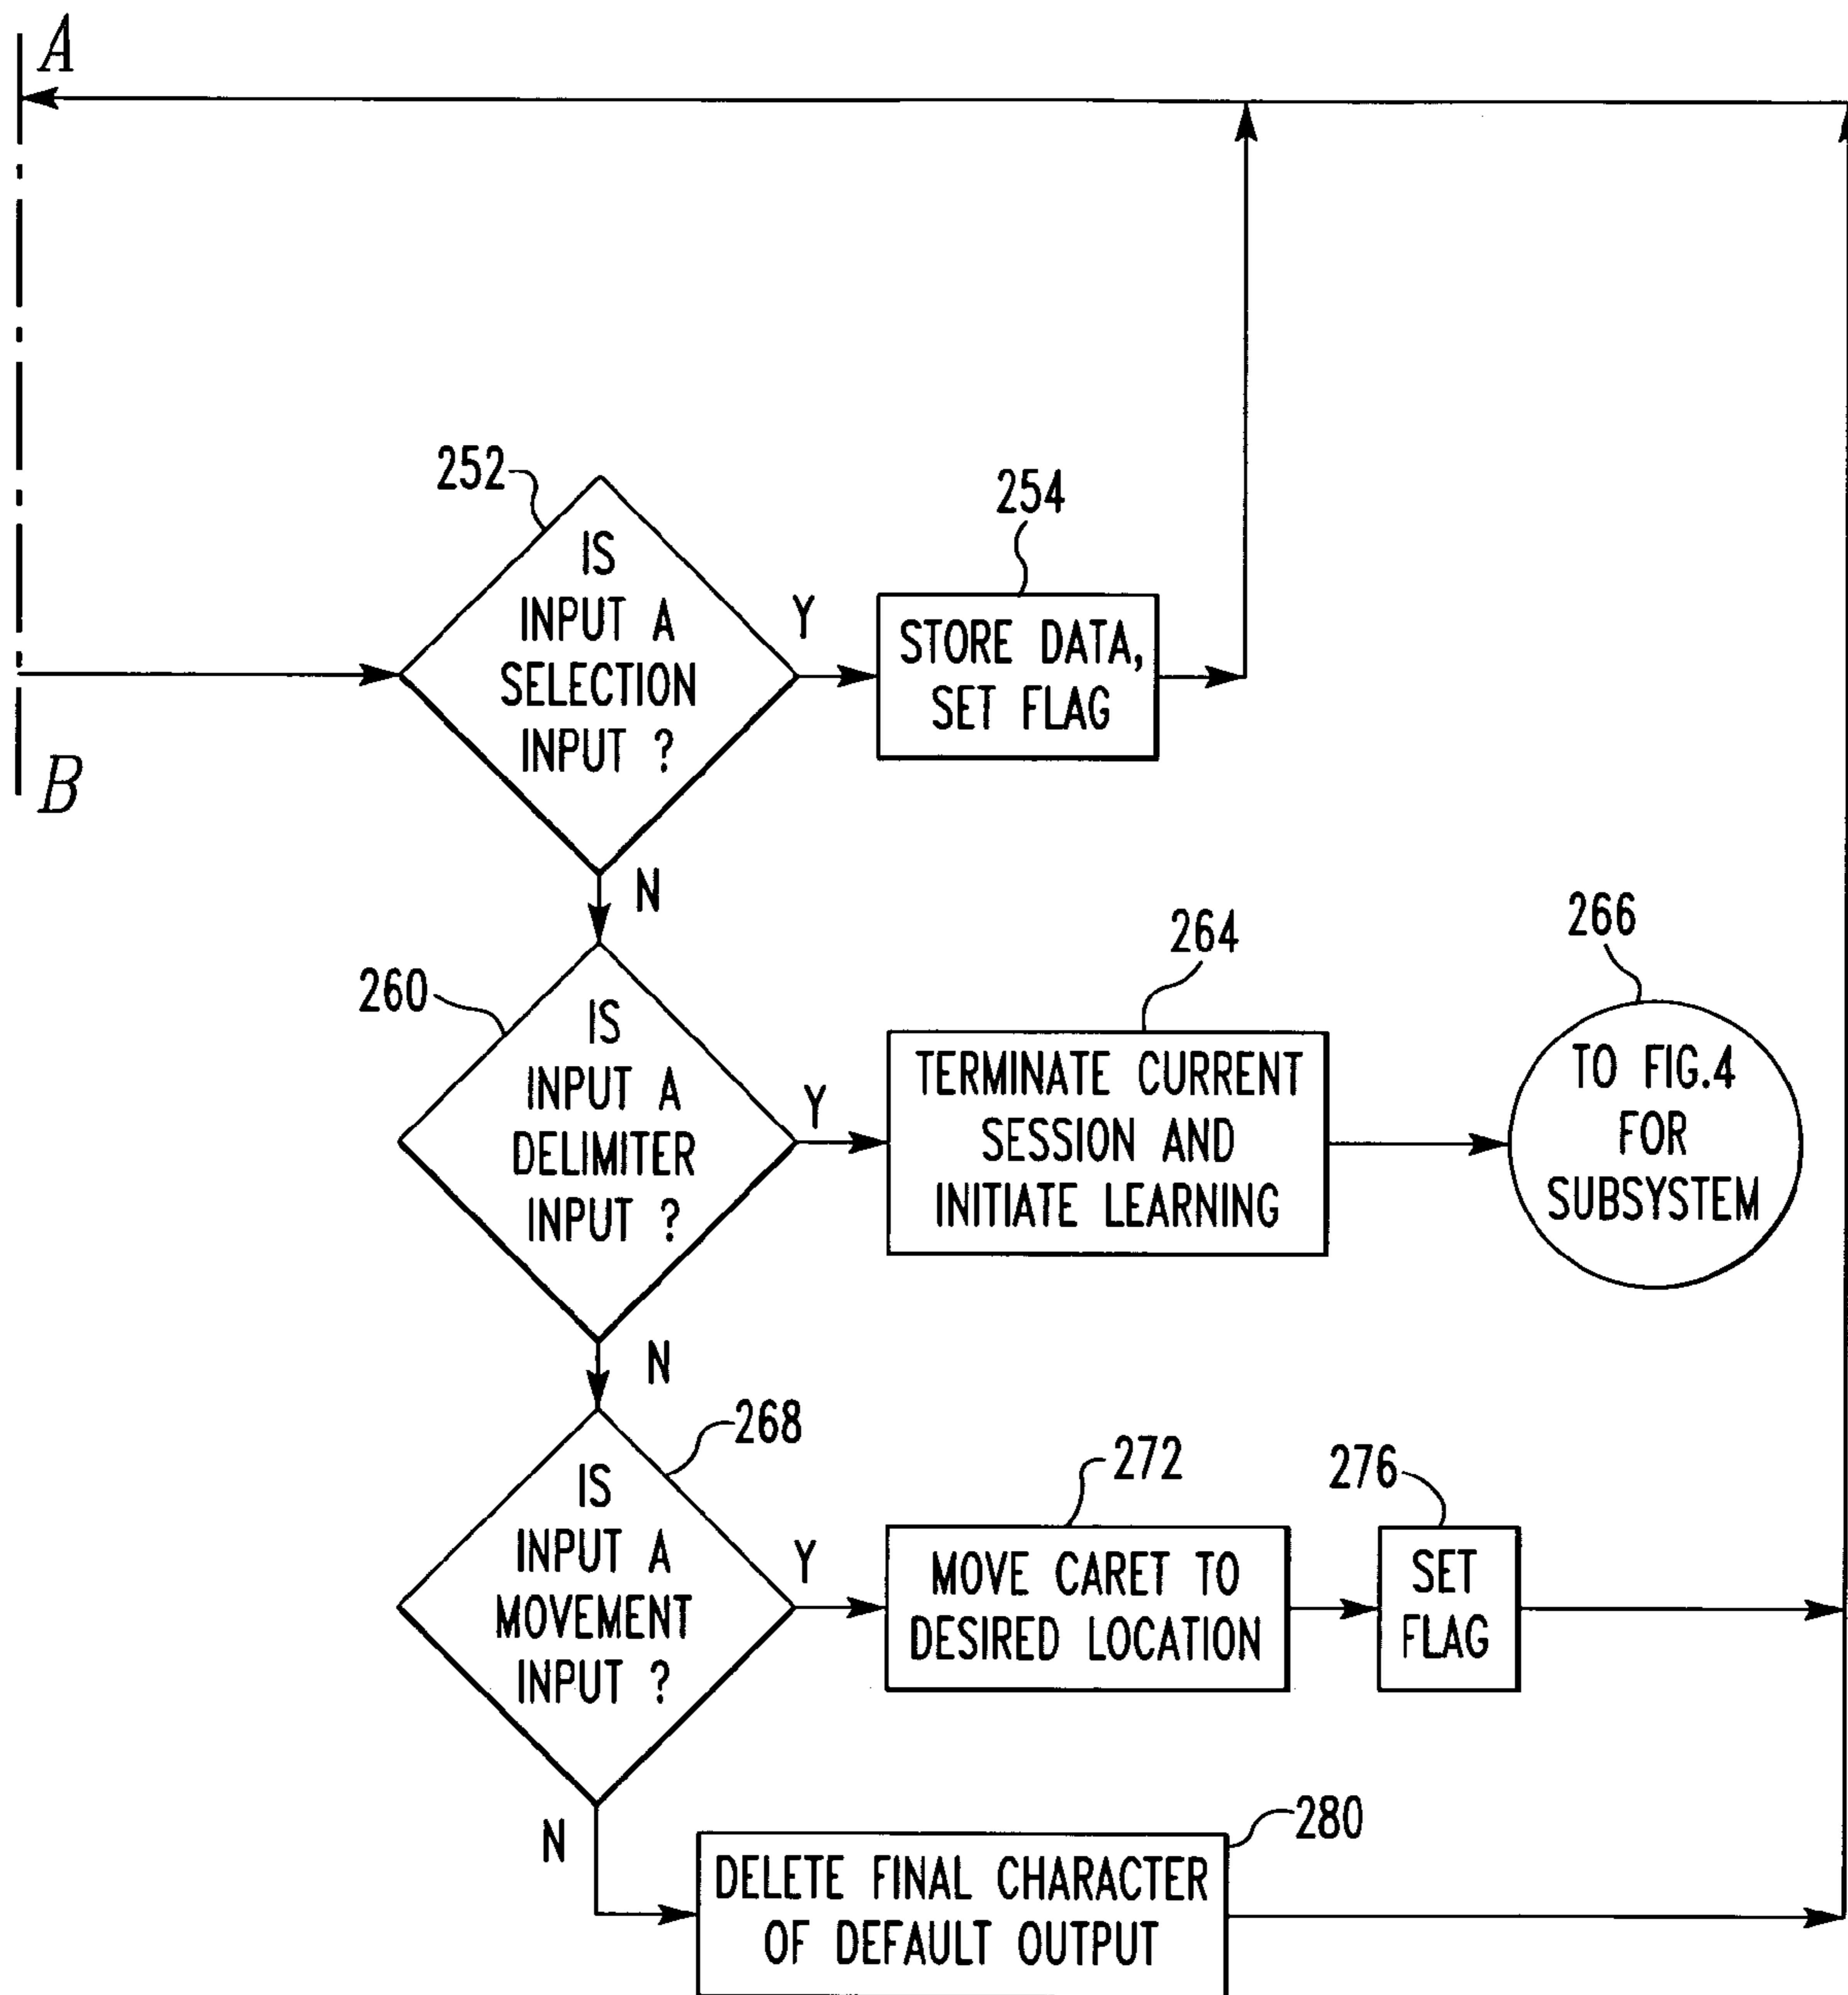 A
B
252
IS
INPUT A
SELECTION
INPUT ?
Y
254
STORE DATA,
SET FLAG
N
260
IS
INPUT A
DELIMITER
INPUT ?
Y
264
TERMINATE CURRENT
SESSION AND
INITIATE LEARNING
266
TO FIG.4
FOR
SUBSYSTEM
N
268
IS
INPUT A
MOVEMENT
INPUT ?
Y
272
MOVE CARET TO
DESIRED LOCATION
276
SET
FLAG
N
280
DELETE FINAL CHARACTER
OF DEFAULT OUTPUT